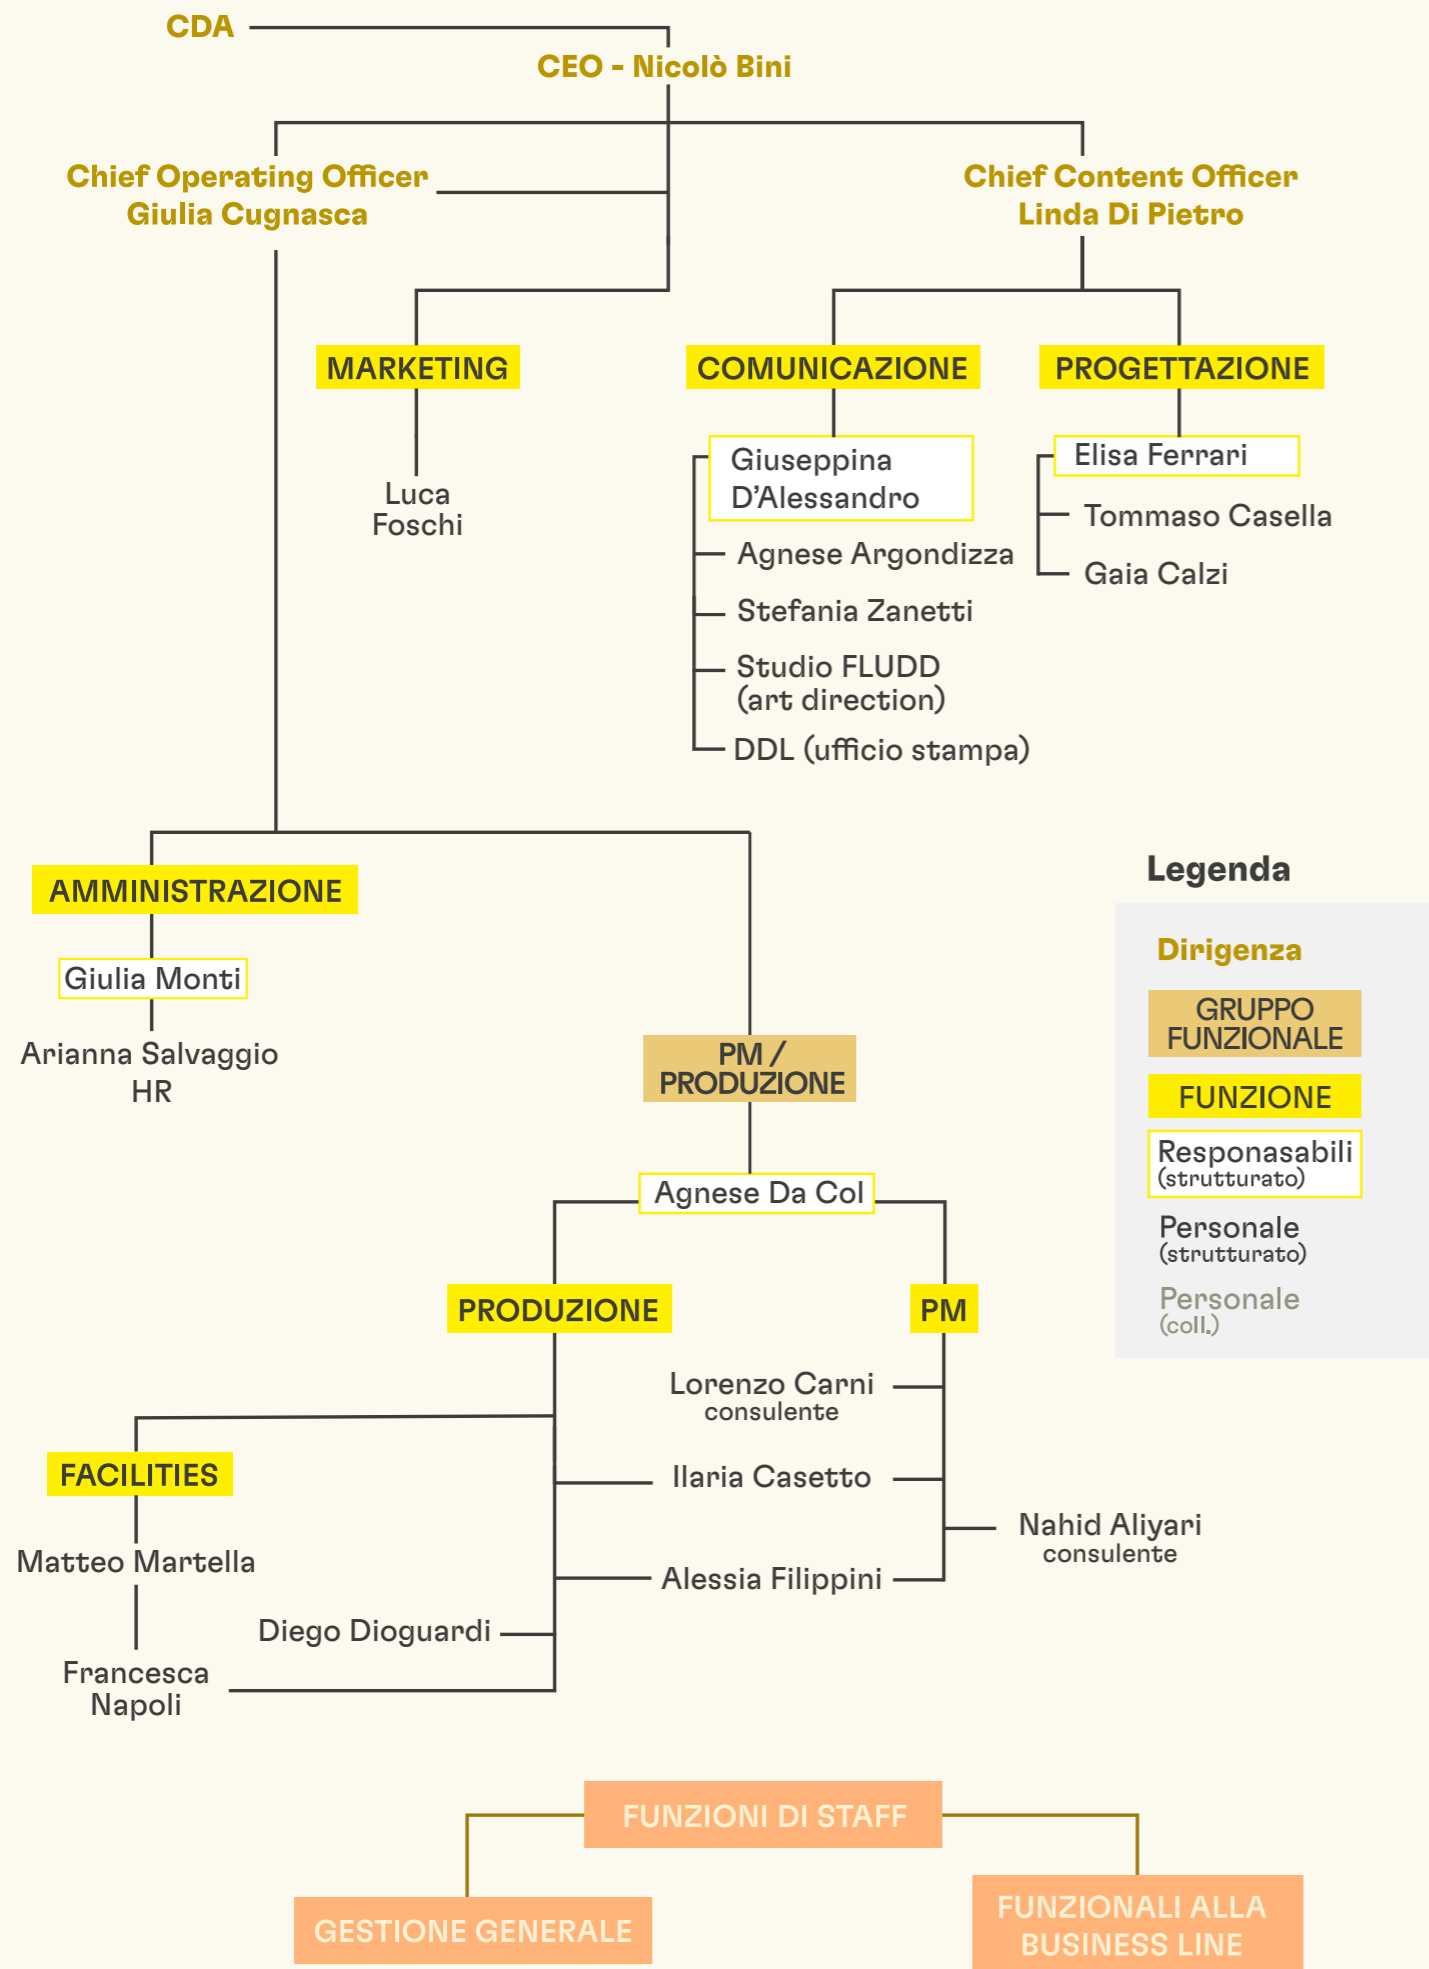 CDA
CEO - Nicolò Bini
Chief Operating Officer
Giulia Cugnasca
Chief Content Officer
Linda Di Pietro
MARKETING
Luca
Foschi
COMUNICAZIONE
Giuseppina
D’Alessandro
Agnese Argondizza
Stefania Zanetti
Studio FLUDD
(art direction)
DDL (ufficio stampa)
PROGETTAZIONE
Elisa Ferrari
Tommaso Casella
Gaia Calzi
AMMINISTRAZIONE
Giulia Monti
Arianna Salvaggio
HR
PM /
PRODUZIONE
Agnese Da Col
PRODUZIONE
PM
Lorenzo Carni
consulente
Ilaria Casetto
Nahid Aliyari
consulente
Alessia Filippini
FACILITIES
Matteo Martella
Diego Dioguardi
Francesca
Napoli
Legenda
Dirigenza
GRUPPO
FUNZIONALE
FUNZIONE
Responasabili
(strutturato)
Personale
(strutturato)
Personale
(coll.)
FUNZIONI DI STAFF
GESTIONE GENERALE
FUNZIONALI ALLA
BUSINESS LINE